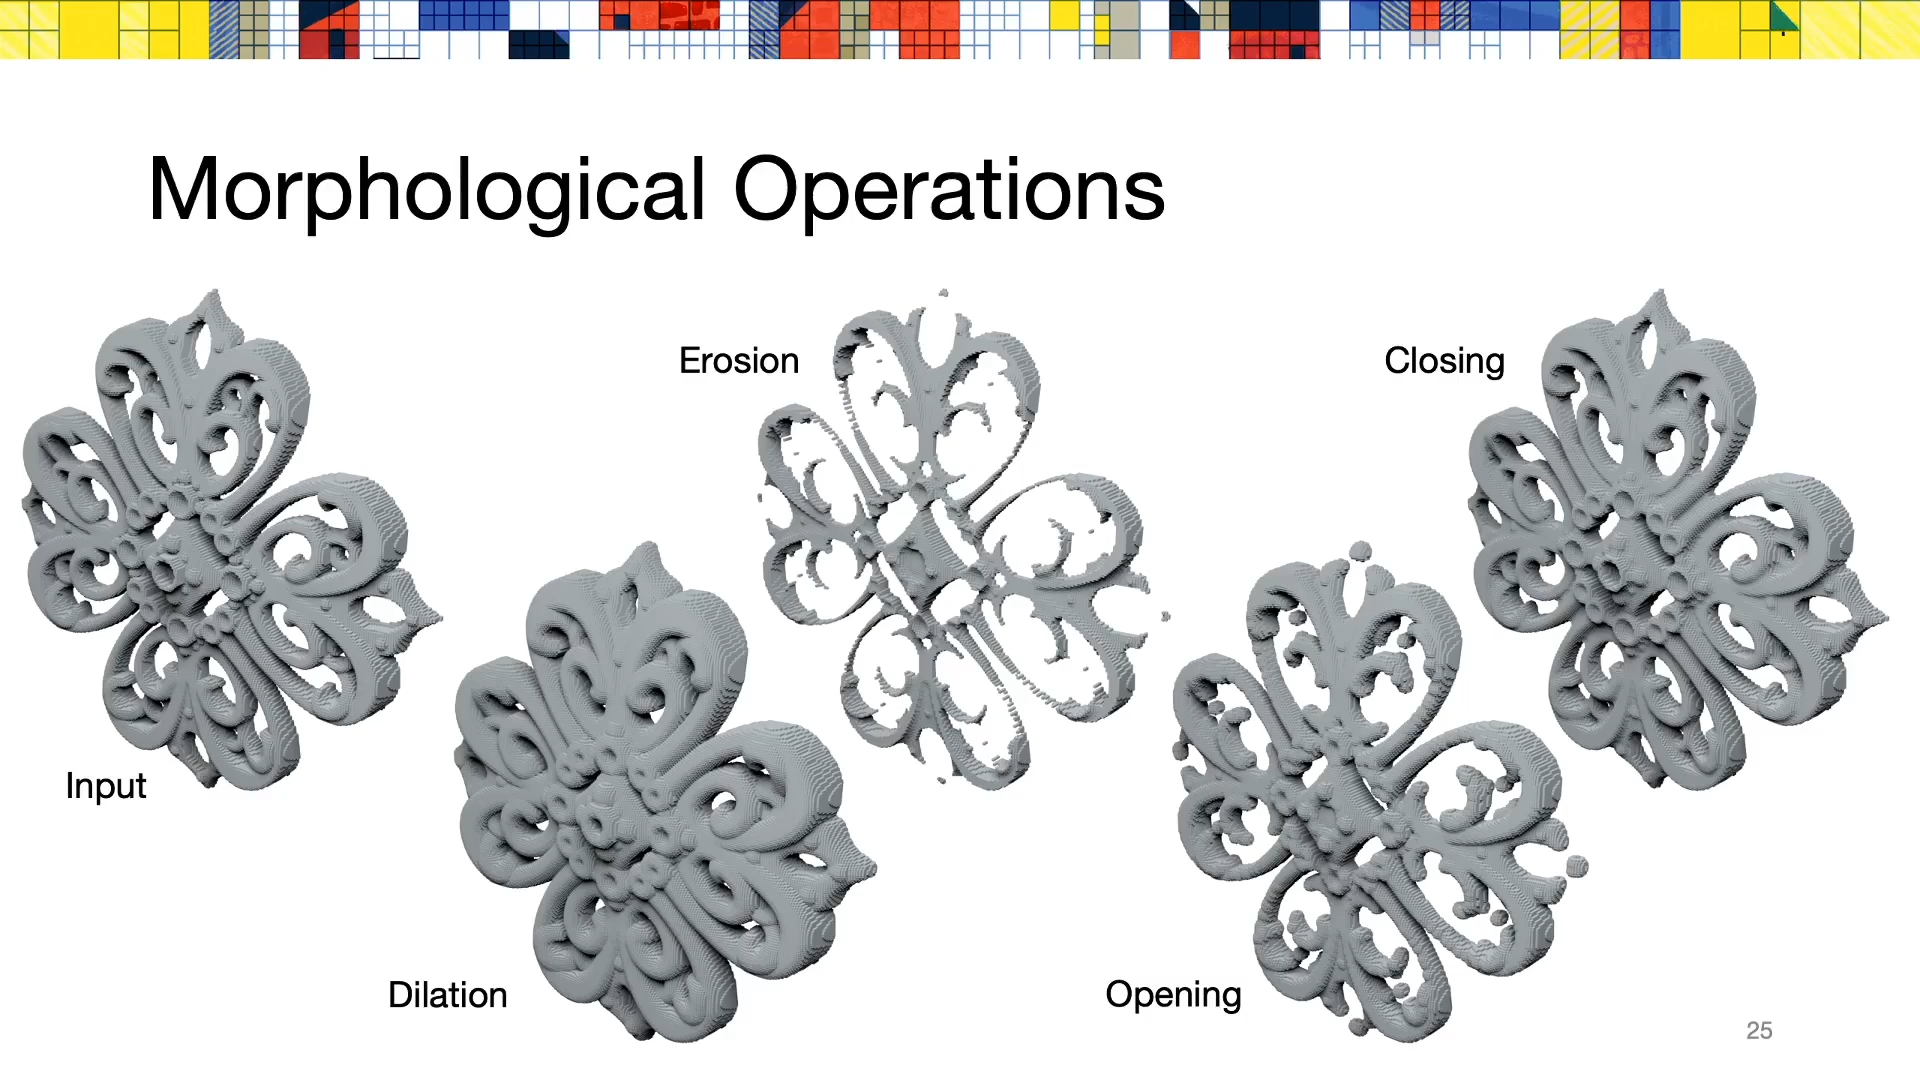 Morphological Operations
Erosion
Closing
Input
Dilation
Opening
25